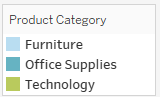 Product Category
Furniture
Office Supplies
Technology